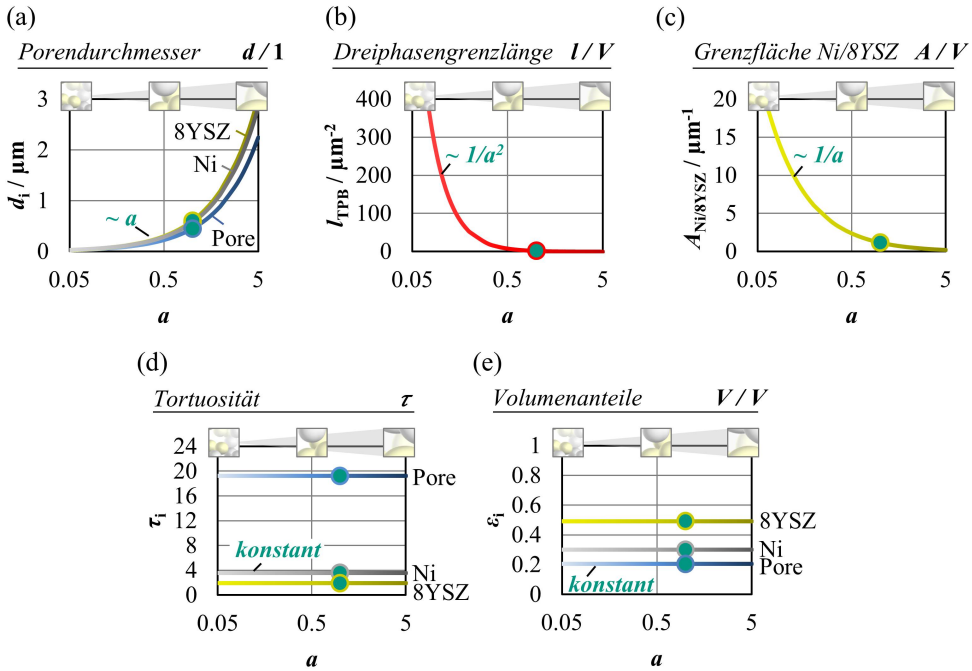 (a)
Porendurchmesser d / 1
3
2
1
0
d_i / µm
8YSZ
Ni
~ a
Pore
0.05 0.5 5
a
(b)
Dreiphasengrenzlänge l / V
400
300
200
100
0
l_TPB / µm⁻²
~ 1/a²
0.05 0.5 5
a
(c)
Grenzfläche Ni/8YSZ A / V
20
15
10
5
0
A_Ni/8YSZ / µm⁻¹
~ 1/a
0.05 0.5 5
a
(d)
Tortuosität τ
24
20
16
12
8
4
0
τ_i
Pore
konstant
Ni
8YSZ
0.05 0.5 5
a
(e)
Volumenanteile V / V
1
0.8
0.6
0.4
0.2
0
ε_i
8YSZ
Ni
Pore
konstant
0.05 0.5 5
a